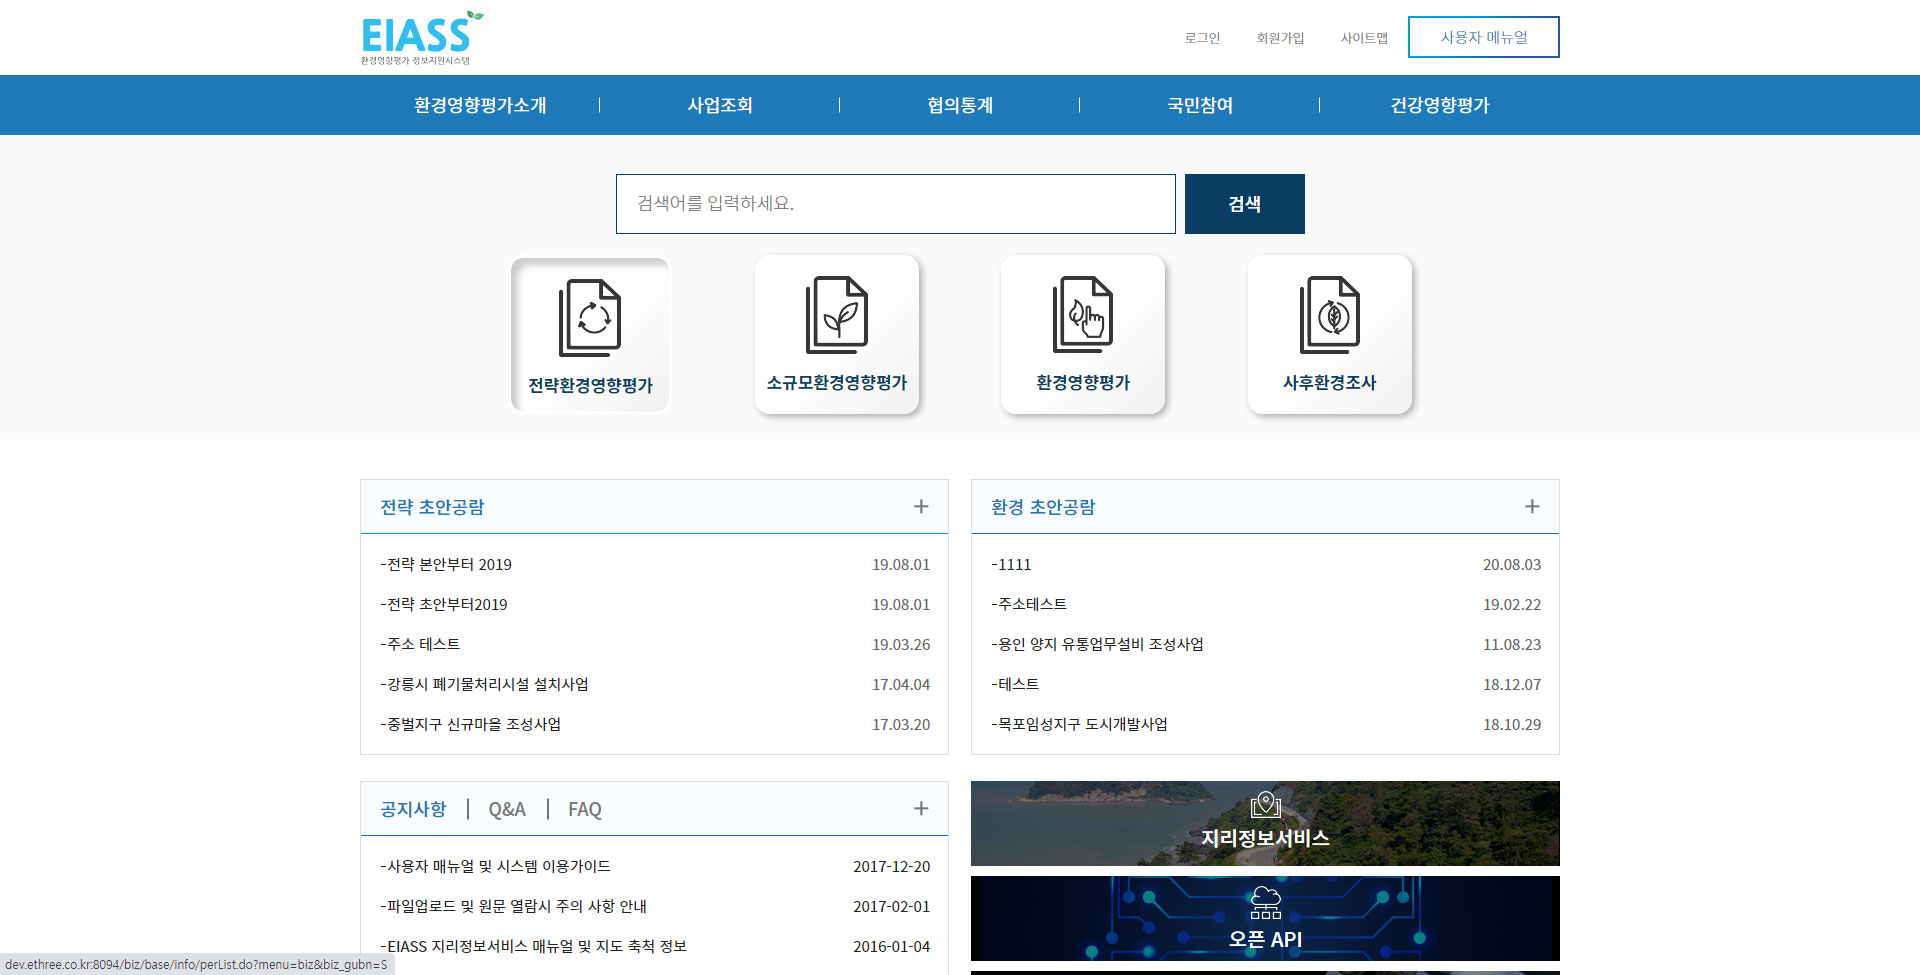 EIASS
환경영향평가 정보지원시스템
로그인 회원가입 사이트맵 사용자 메뉴얼
환경영향평가소개 사업조회 협의통계 국민참여 건강영향평가
검색어를 입력하세요. 검색
전략환경영향평가 소규모환경영향평가 환경영향평가 사후환경조사
전략 초안공람 +
-전략 본안부터 2019 19.08.01
-전략 초안부터2019 19.08.01
-주소 테스트 19.03.26
-강릉시 폐기물처리시설 설치사업 17.04.04
-중벌지구 신규마을 조성사업 17.03.20
환경 초안공람 +
-1111 20.08.03
-주소테스트 19.02.22
-용인 양지 유통업무설비 조성사업 11.08.23
-테스트 18.12.07
-목포임성지구 도시개발사업 18.10.29
공지사항 | Q&A | FAQ +
-사용자 매뉴얼 및 시스템 이용가이드 2017-12-20
-파일업로드 및 원문 열람시 주의 사항 안내 2017-02-01
-EIASS 지리정보서비스 매뉴얼 및 지도 축척 정보 2016-01-04
지리정보서비스
오픈 API
dev.ethree.co.kr:8094/biz/base/info/perList.do?menu=biz&biz_gubn=S